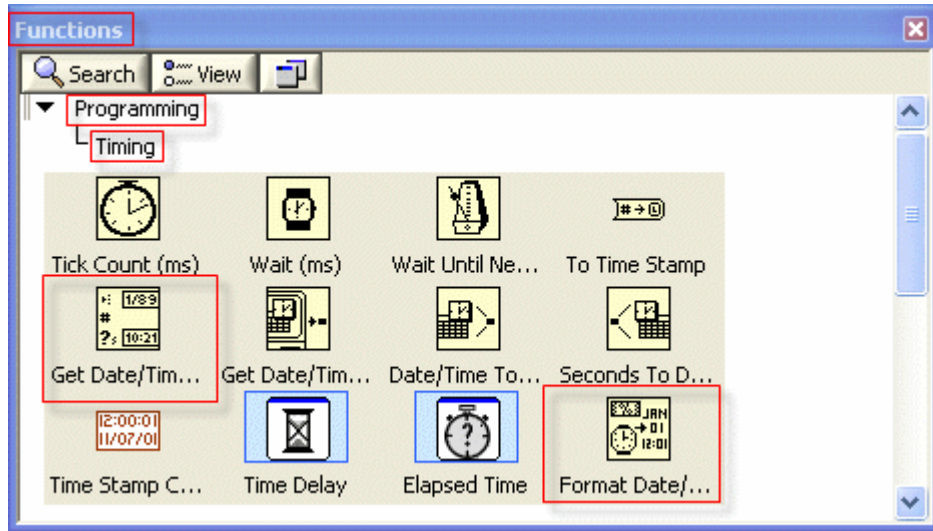 Functions
Search View
Programming
Timing
Tick Count (ms) Wait (ms) Wait Until Ne... To Time Stamp
1/89
#
?s 10:21
Get Date/Tim... Get Date/Tim... Date/Time To... Seconds To D...
12:00:01
11/07/01
JAN
01
12:01
Time Stamp C... Time Delay Elapsed Time Format Date/...